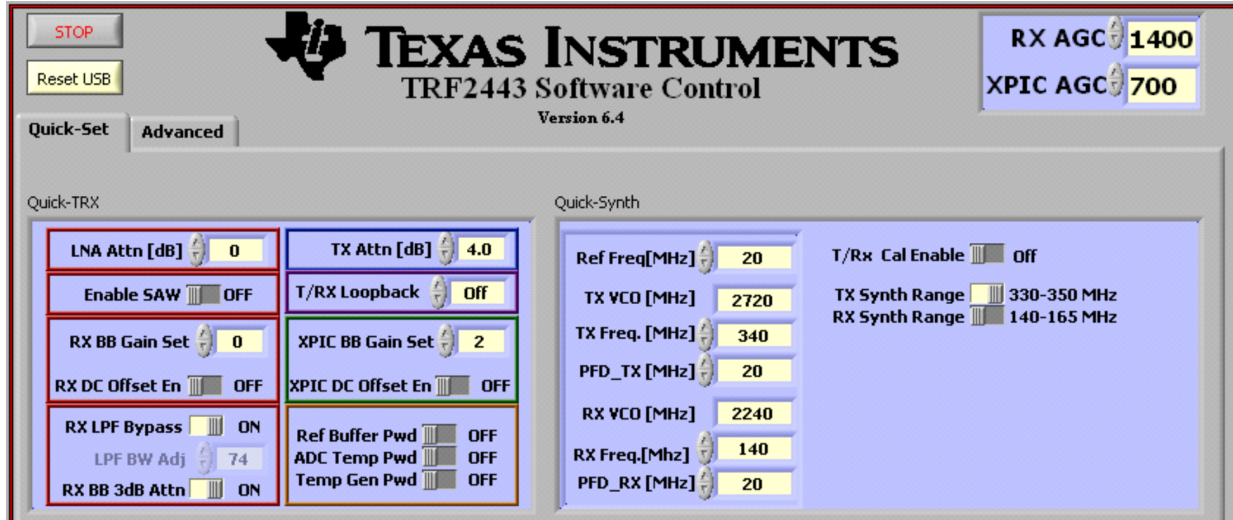 STOP
Reset USB
TEXAS INSTRUMENTS
TRF2443 Software Control
Version 6.4
RX AGC 1400
XPIC AGC 700
Quick-Set Advanced
Quick-TRX
LNA Attn [dB] 0
TX Attn [dB] 4.0
Enable SAW OFF
T/RX Loopback Off
RX BB Gain Set 0
XPIC BB Gain Set 2
RX DC Offset En OFF
XPIC DC Offset En OFF
RX LPF Bypass ON
LPF BW Adj 74
RX BB 3dB Attn ON
Ref Buffer Pwd OFF
ADC Temp Pwd OFF
Temp Gen Pwd OFF
Quick-Synth
Ref Freq[MHz] 20
TX VCO [MHz] 2720
TX Freq. [MHz] 340
PFD_TX [MHz] 20
RX VCO [MHz] 2240
RX Freq.[Mhz] 140
PFD_RX [MHz] 20
T/Rx Cal Enable Off
TX Synth Range 330-350 MHz
RX Synth Range 140-165 MHz